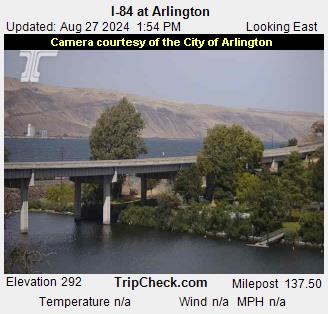 I-84 at Arlington
Updated: Aug 27 2024 1:54 PM Looking East
Camera courtesy of the City of Arlington
Elevation 292 TripCheck.com Milepost 137.50
Temperature n/a Wind n/a MPH n/a